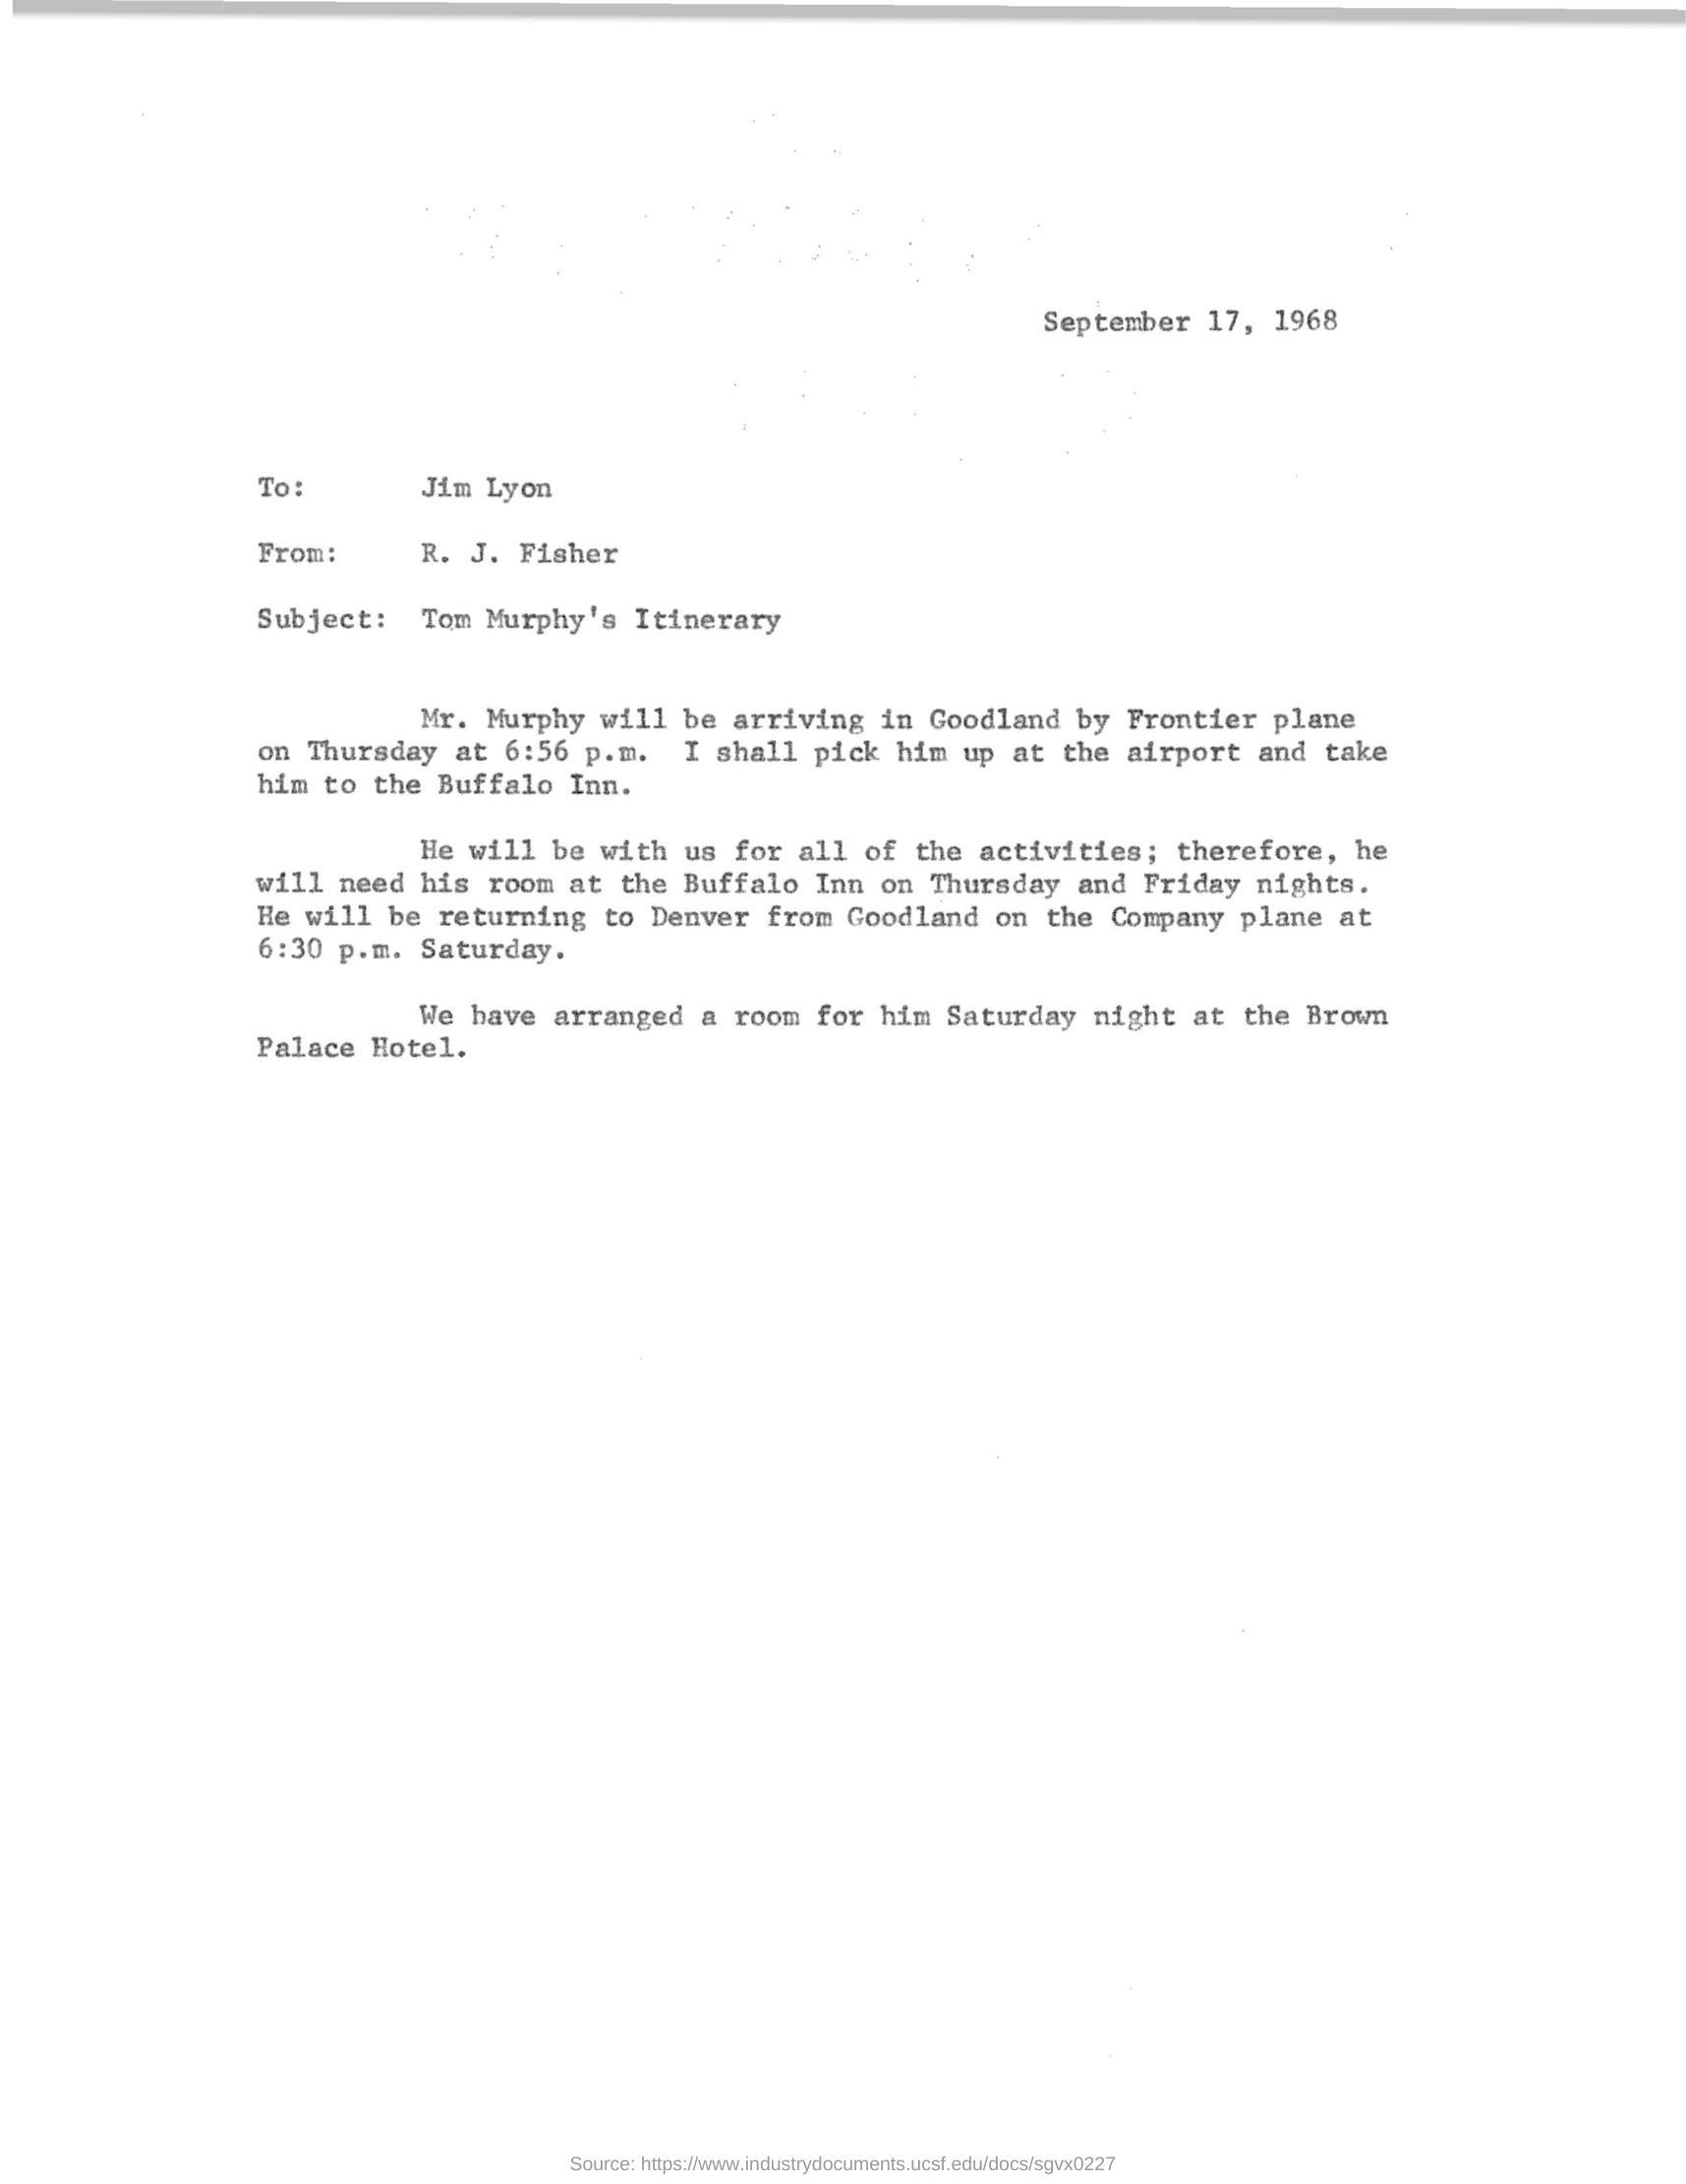 September 17, 1968
To: Jim Lyon
From: R. J. Fisher
Subject: Tom Murphy's Itinerary
Mr. Murphy will be arriving in Goodland by Frontier plane
on Thursday at 6:56 p.m. I shall pick him up at the airport and take
him to the Buffalo Inn.
He will be with us for all of the activities; therefore, he
will need his room at the Buffalo Inn on Thursday and Friday nights.
He will be returning to Denver from Goodland on the Company plane at
6:30 p.m. Saturday.
We have arranged a room for him Saturday night at the Brown
Palace Hotel.
Source: https://www.industrydocuments.ucsf.edu/docs/sgvx0227